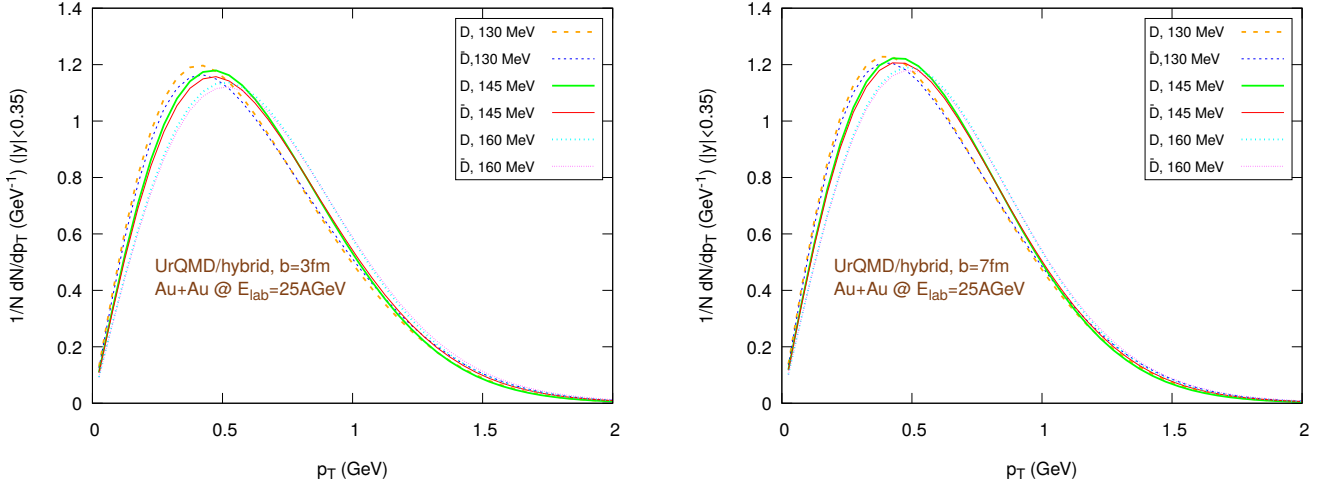 1/N dN/dpT (GeV-1) (|y|<0.35)
1.4
1.2
1
0.8
0.6
0.4
0.2
0
D, 130 MeV
D̄,130 MeV
D, 145 MeV
D̄, 145 MeV
D, 160 MeV
D̄, 160 MeV
UrQMD/hybrid, b=3fm
Au+Au @ Elab=25AGeV
0 0.5 1 1.5 2
pT (GeV)
1/N dN/dpT (GeV-1) (|y|<0.35)
1.4
1.2
1
0.8
0.6
0.4
0.2
0
D, 130 MeV
D̄,130 MeV
D, 145 MeV
D̄, 145 MeV
D, 160 MeV
D̄, 160 MeV
UrQMD/hybrid, b=7fm
Au+Au @ Elab=25AGeV
0 0.5 1 1.5 2
pT (GeV)